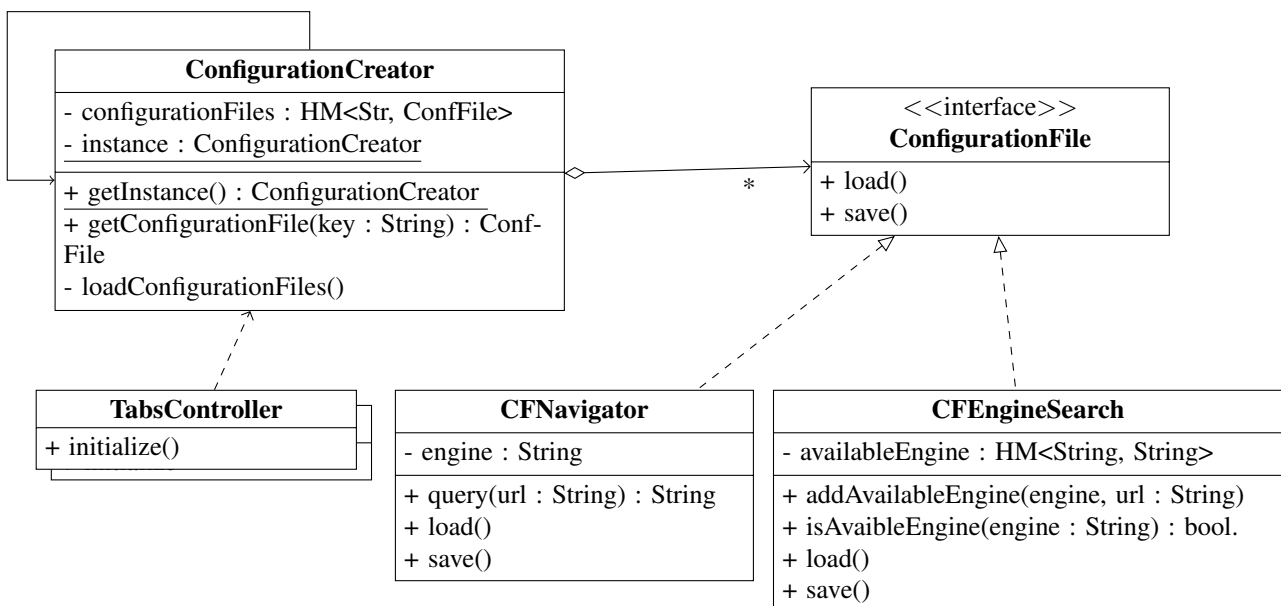 ConfigurationCreator
- configurationFiles : HM<Str, ConfFile>
- instance : ConfigurationCreator
+ getInstance() : ConfigurationCreator
+ getConfigurationFile(key : String) : Conf-
File
- loadConfigurationFiles()
<<interface>>
ConfigurationFile
+ load()
+ save()
*
TabsController
+ initialize()
CFNavigator
- engine : String
+ query(url : String) : String
+ load()
+ save()
CFEngineSearch
- availableEngine : HM<String, String>
+ addAvailableEngine(engine, url : String)
+ isAvaibleEngine(engine : String) : bool.
+ load()
+ save()